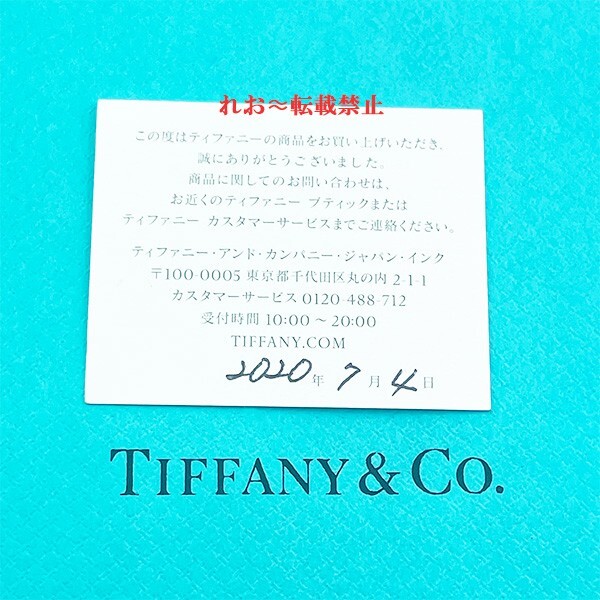 れお〜転載禁止
この度はティファニーの商品をお買い上げいただき、
誠にありがとうございました。
商品に関してのお問い合わせは、
お近くのティファニー ブティックまたは
ティファニー カスタマーサービスまでご連絡ください。
ティファニー・アンド・カンパニー・ジャパン・インク
〒100-0005 東京都千代田区丸の内 2-1-1
カスタマーサービス 0120-488-712
受付時間 10:00〜20:00
TIFFANY.COM
2020年 7月 4日
TIFFANY & CO.